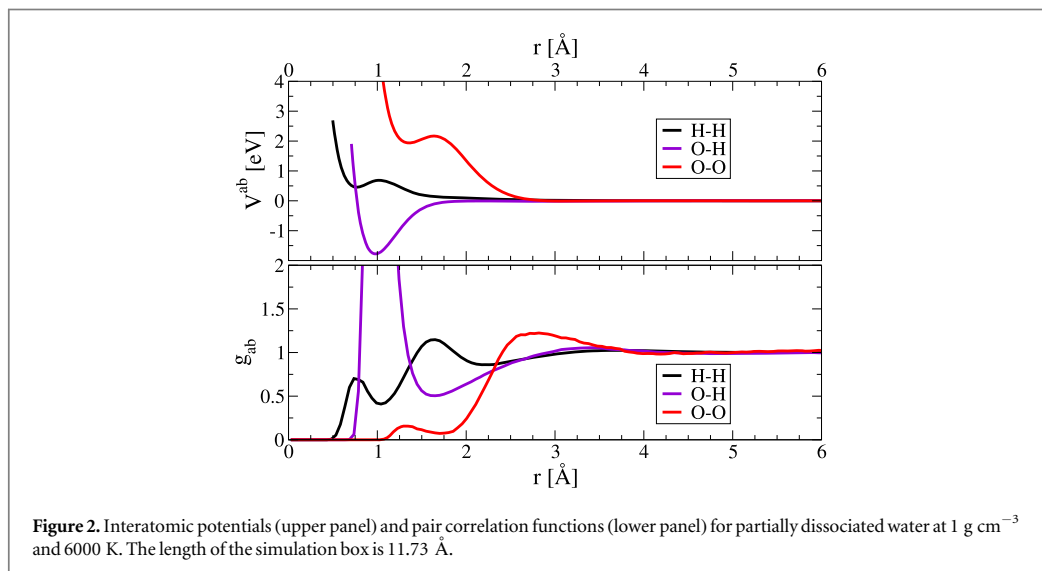 r [Å]
0 1 2 3 4 5 6
4
3
2
1
0
-1
V^ab [eV]
H-H
O-H
O-O
2
1.5
1
0.5
0
g_ab
H-H
O-H
O-O
0 1 2 3 4 5 6
r [Å]
Figure 2. Interatomic potentials (upper panel) and pair correlation functions (lower panel) for partially dissociated water at 1 g cm⁻³
and 6000 K. The length of the simulation box is 11.73 Å.